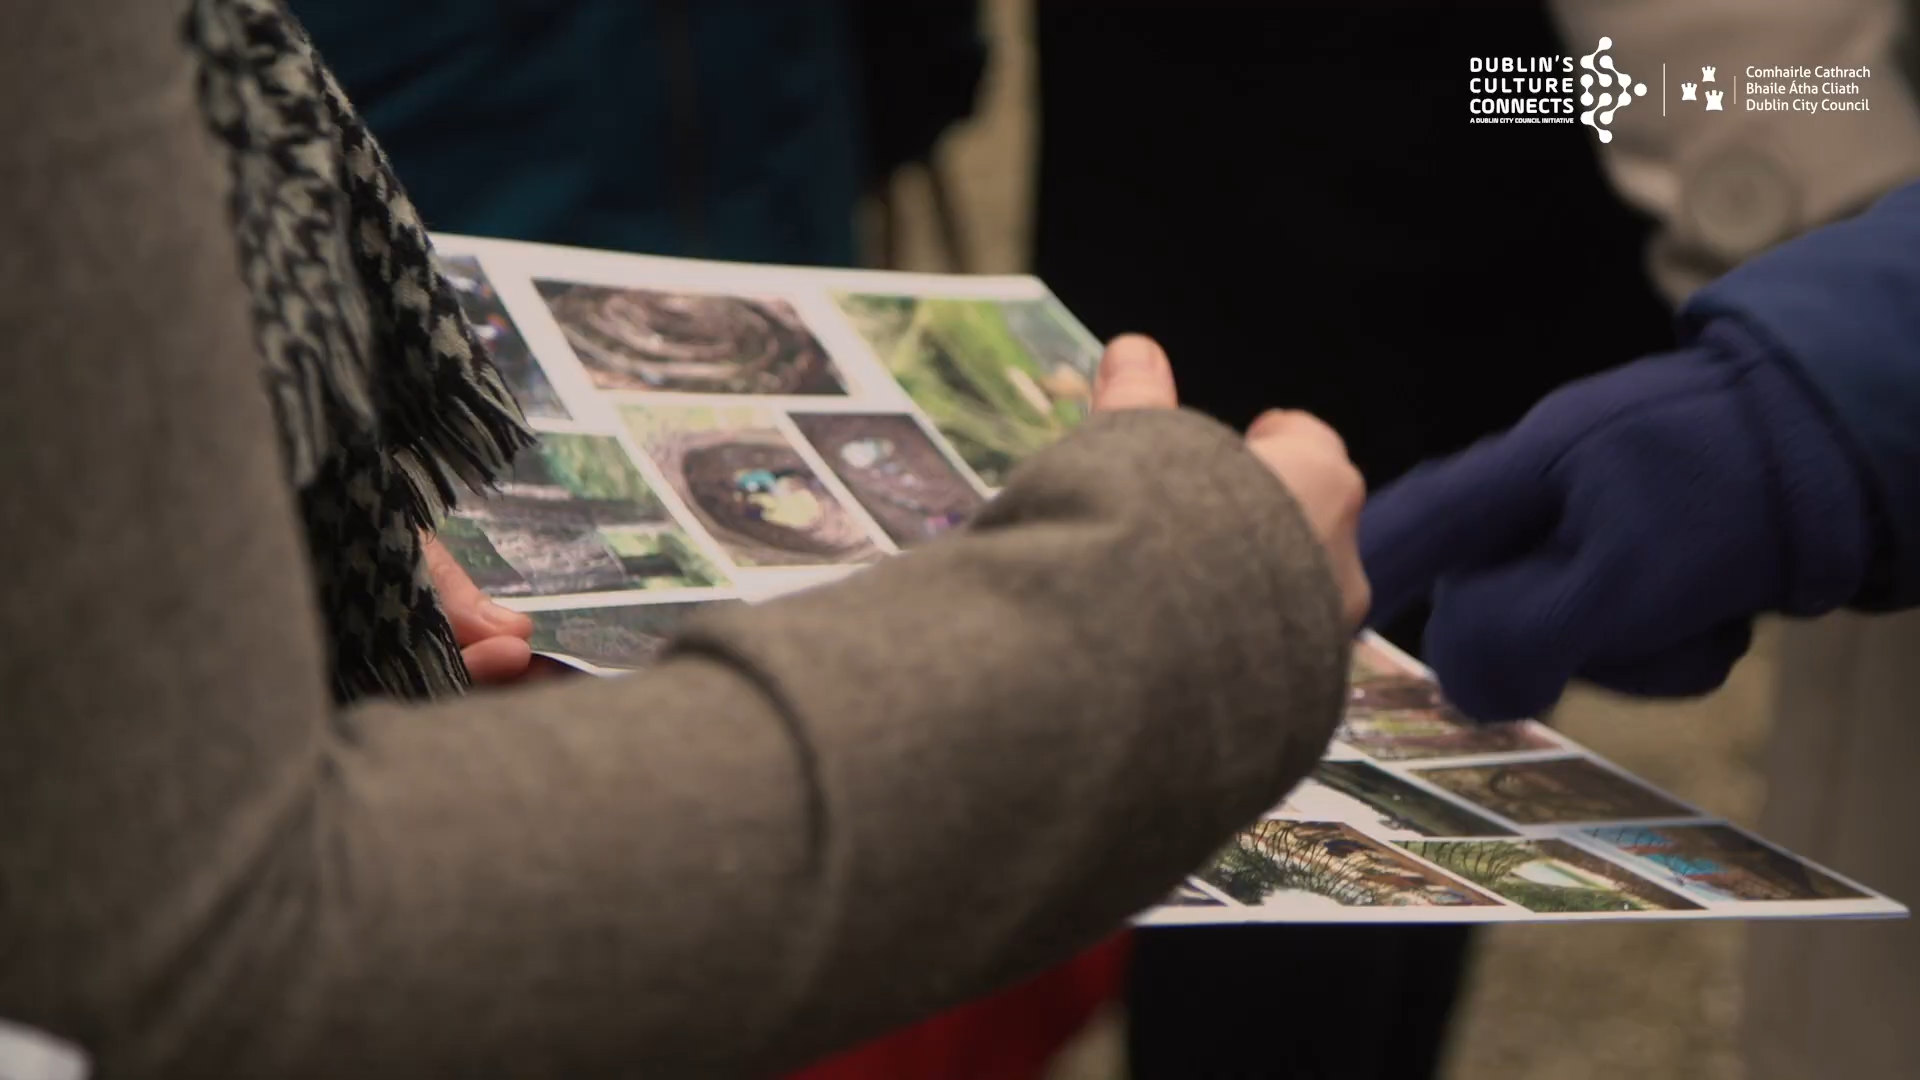 DUBLIN'S
CULTURE
CONNECTS
A DUBLIN CITY COUNCIL INITIATIVE
Comhairle Cathrach
Bhaile Átha Cliath
Dublin City Council